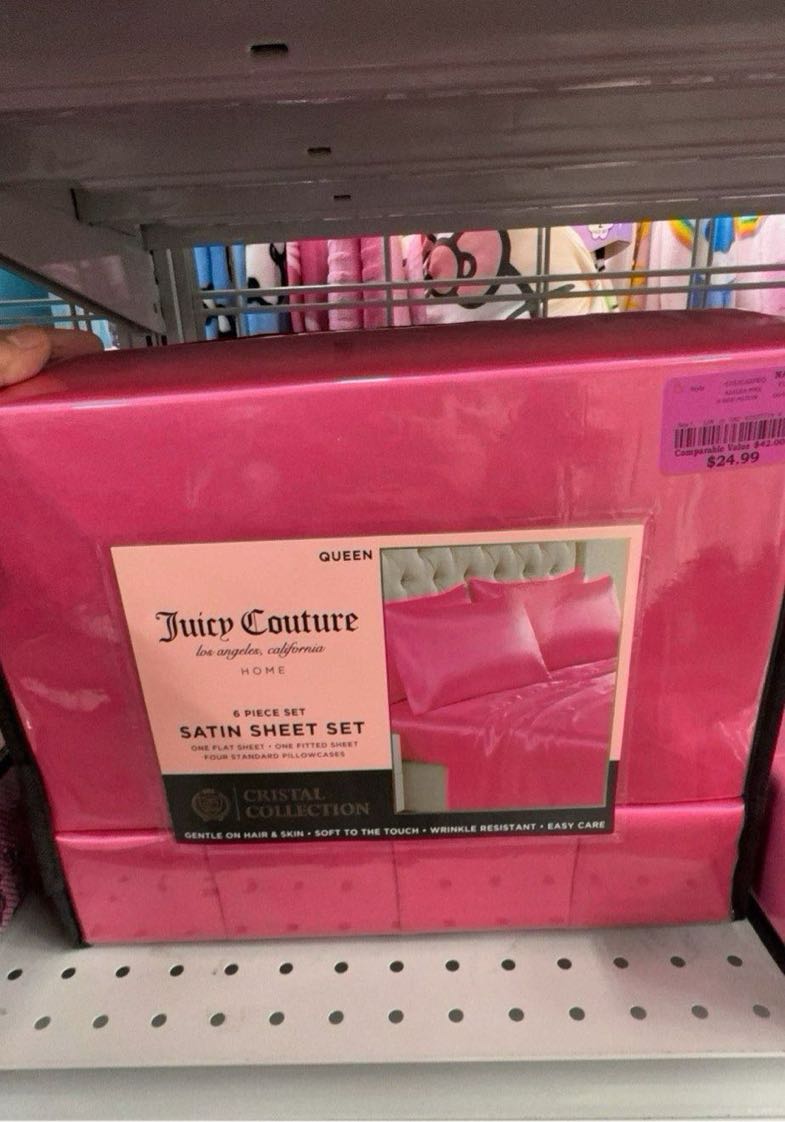 Style
Comparable Value $42.00
$24.99
QUEEN
Juicy Couture
los angeles, california
HOME
6 PIECE SET
SATIN SHEET SET
ONE FLAT SHEET • ONE FITTED SHEET
FOUR STANDARD PILLOWCASES
CRISTAL
COLLECTION
GENTLE ON HAIR & SKIN • SOFT TO THE TOUCH • WRINKLE RESISTANT • EASY CARE